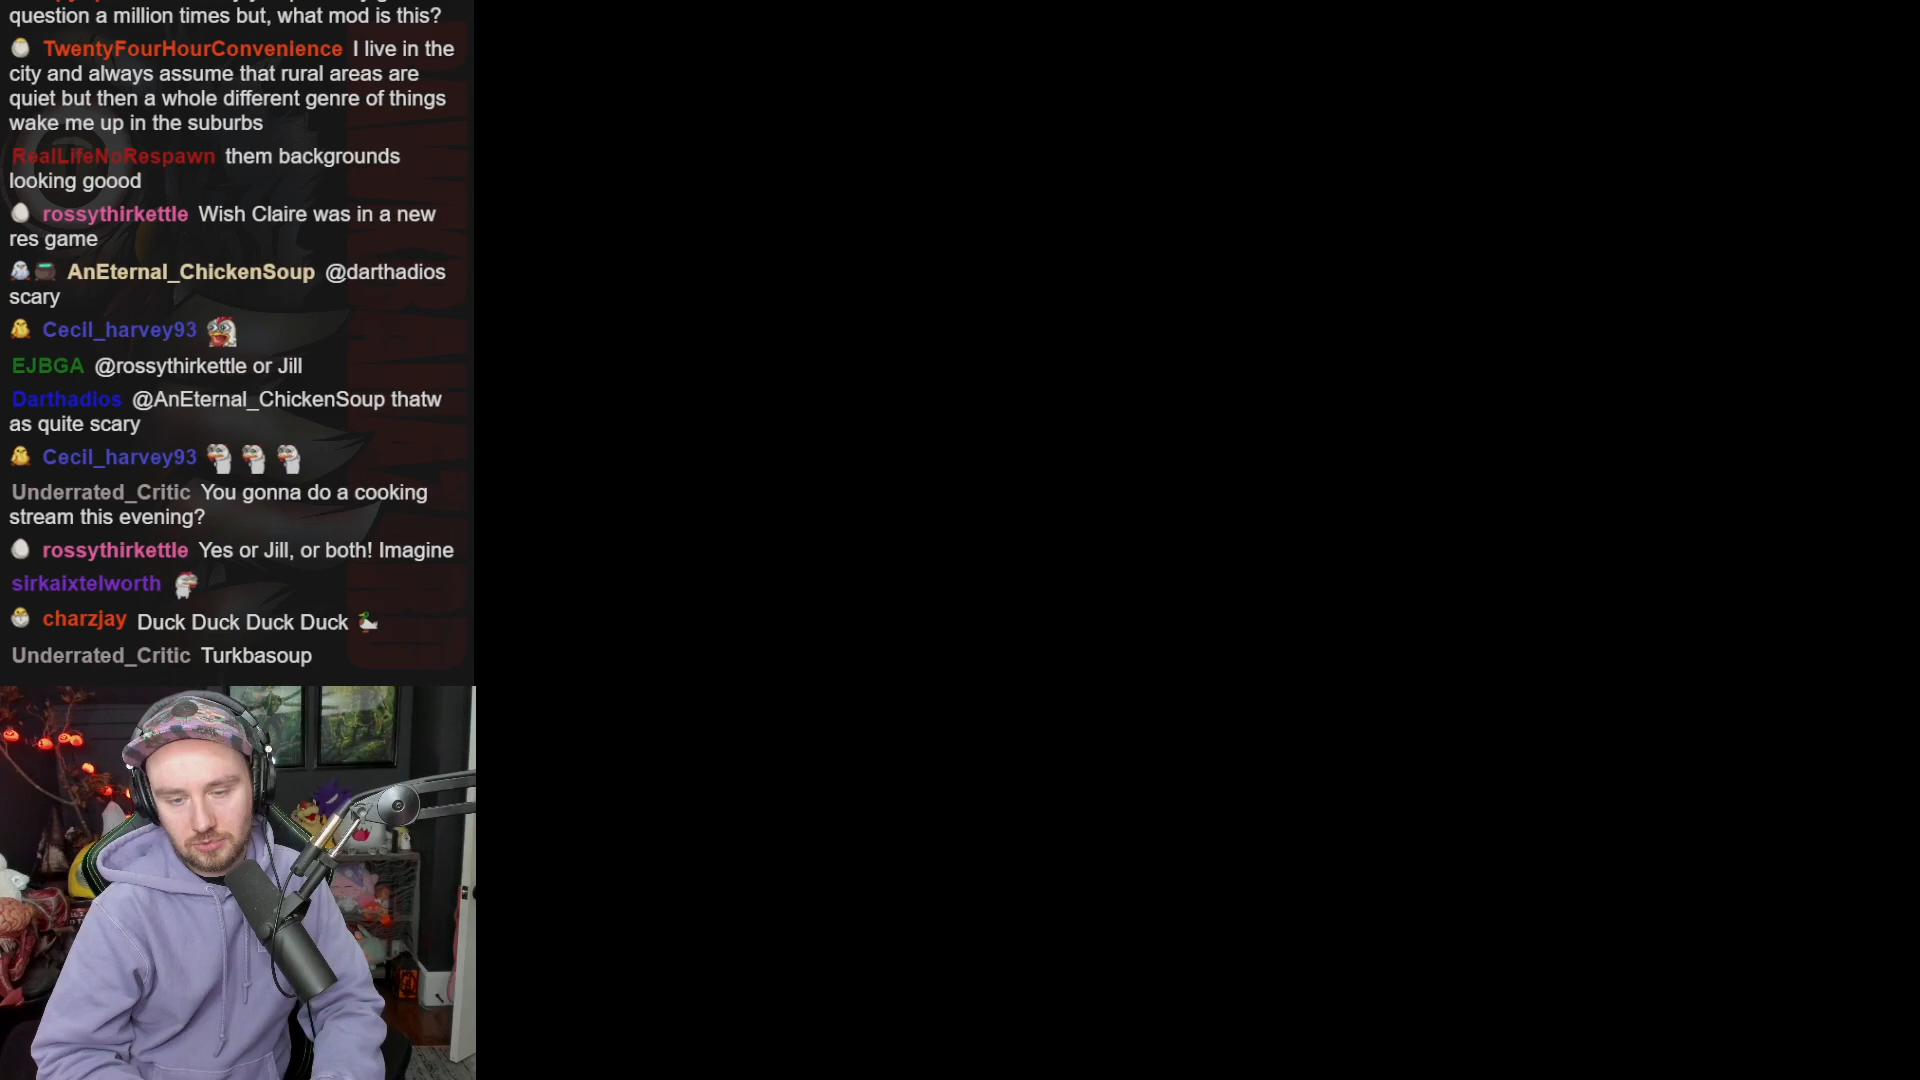 question a million times but, what mod is this?
TwentyFourHourConvenience I live in the
city and always assume that rural areas are
quiet but then a whole different genre of things
wake me up in the suburbs
RealLifeNoRespawn them backgrounds
looking goood
rossythirkettle Wish Claire was in a new
res game
AnEternal_ChickenSoup @darthadios
scary
Cecil_harvey93
EJBGA @rossythirkettle or Jill
Darthadios @AnEternal_ChickenSoup thatw
as quite scary
Cecil_harvey93
Underrated_Critic You gonna do a cooking
stream this evening?
rossythirkettle Yes or Jill, or both! Imagine
sirkaixtelworth
charzjay Duck Duck Duck Duck
Underrated_Critic Turkbasoup